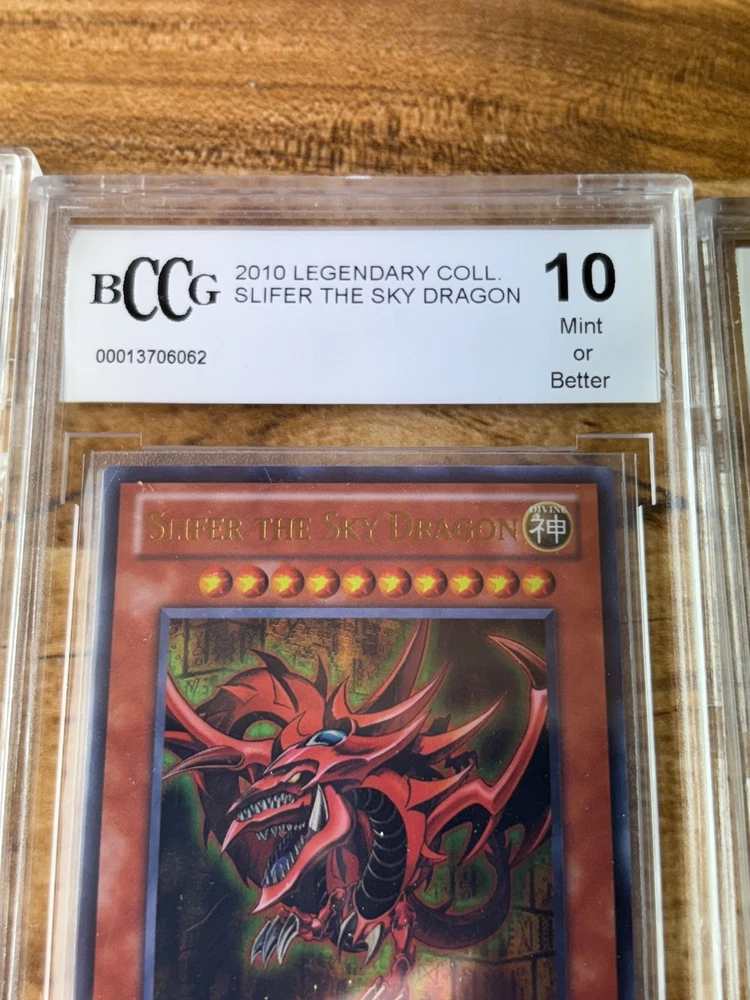 BCCG
2010 LEGENDARY COLL.
SLIFER THE SKY DRAGON
00013706062
10
Mint
or
Better
SLIFER THE SKY DRAGON
DIVINE
神